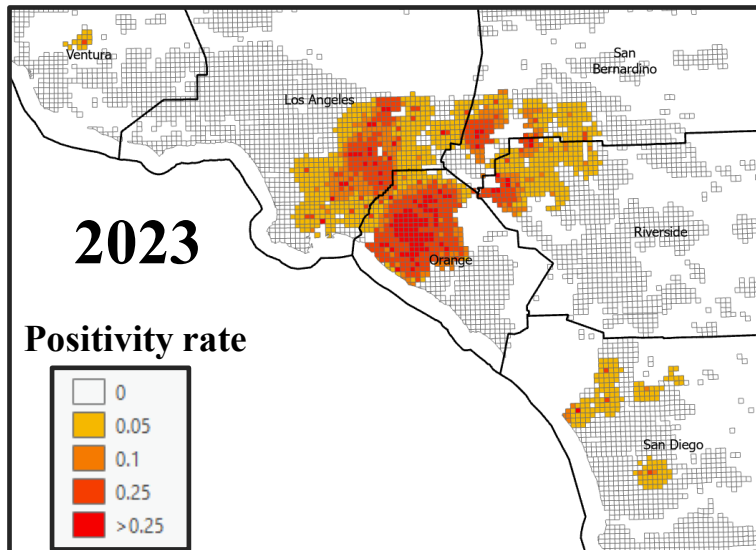 Ventura
San
Bernardino
Los Angeles
2023
Riverside
Orange
Positivity rate
0
0.05
0.1
0.25
>0.25
San Diego